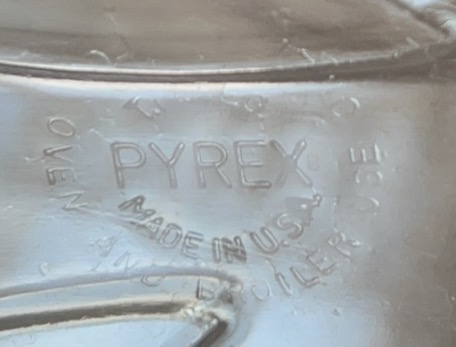 PYREX
MADE IN U.S.A.
OVEN AND BROILER USE